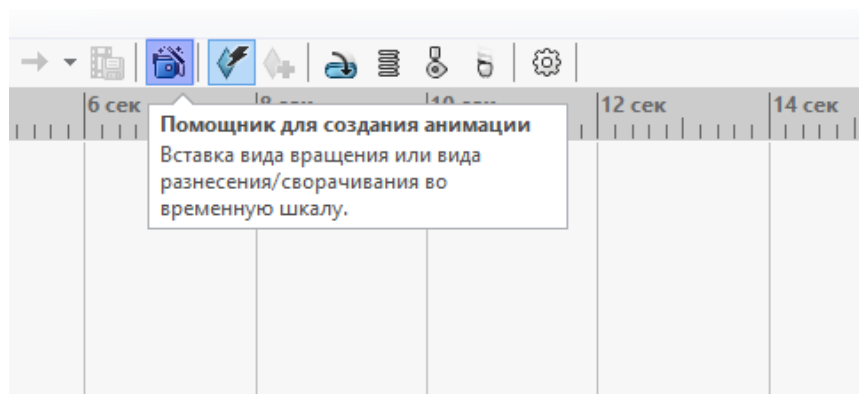 6 сек 12 сек 14 сек
Помощник для создания анимации
Вставка вида вращения или вида
разнесения/сворачивания во
временную шкалу.